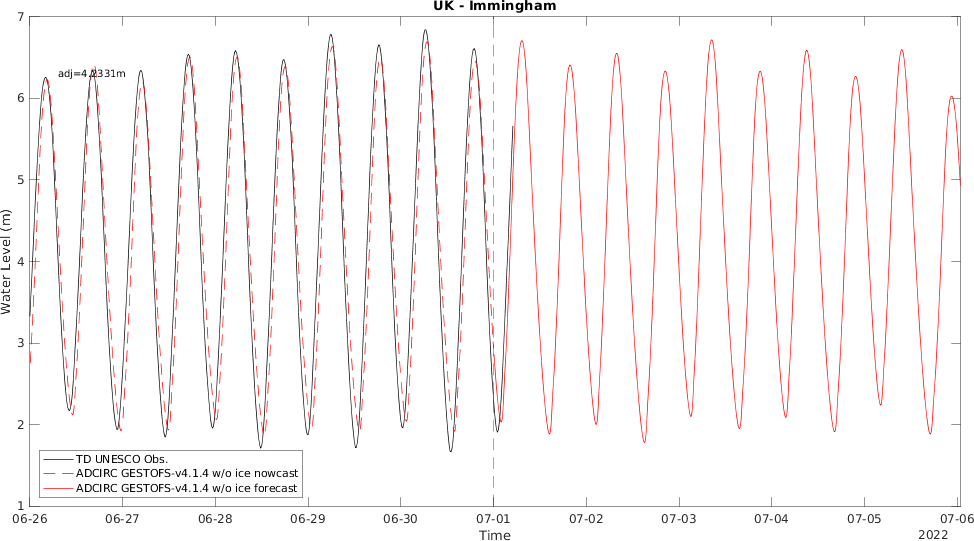 UK - Immingham
7
adj=4.2331m
6
5
4
3
2
1
Water Level (m)
TD UNESCO Obs.
ADCIRC GESTOFS-v4.1.4 w/o ice nowcast
ADCIRC GESTOFS-v4.1.4 w/o ice forecast
06-26 06-27 06-28 06-29 06-30 07-01 07-02 07-03 07-04 07-05 07-06
Time
2022